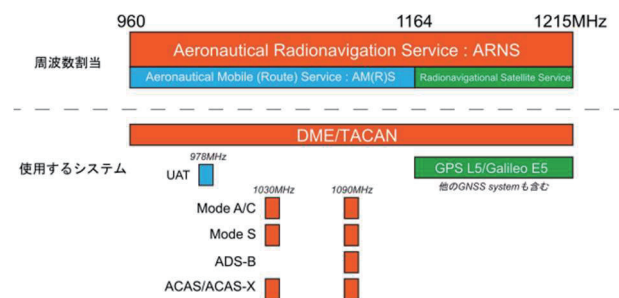 960 1164 1215MHz
周波数割当
Aeronautical Radionavigation Service : ARNS
Aeronautical Mobile (Route) Service : AM(R)S
Radionavigational Satellite Service
DME/TACAN
使用するシステム
978MHz
UAT
GPS L5/Galileo E5
他のGNSS systemも含む
1030MHz 1090MHz
Mode A/C
Mode S
ADS-B
ACAS/ACAS-X